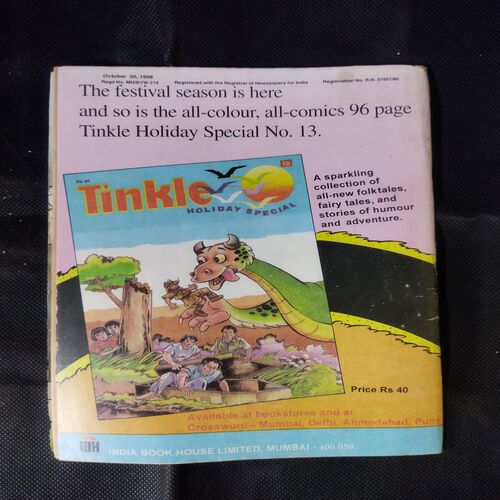 October 20, 1998
Regd No. MH/BYW-216 Registered with the Registrar of Newspapers for India Registration No. R.N. 37501/80
The festival season is here
and so is the all-colour, all-comics 96 page
Tinkle Holiday Special No. 13.
Rs 40
Tinkle
HOLIDAY SPECIAL
A sparkling
collection of
all-new folktales,
fairy tales, and
stories of humour
and adventure.
Price Rs 40
Available at bookstores and at
Crossword— Mumbai, Delhi, Ahmedabad, Pune
IBH
INDIA BOOK HOUSE LIMITED, MUMBAI - 400 059.